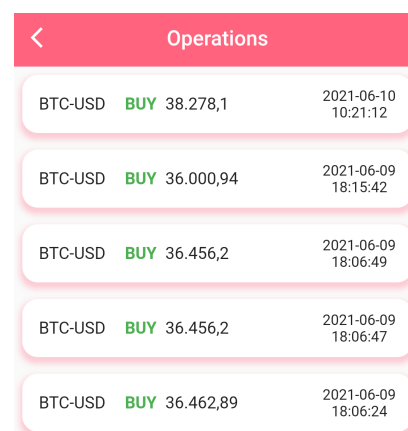 Operations
BTC-USD BUY 38.278,1 2021-06-10
10:21:12
BTC-USD BUY 36.000,94 2021-06-09
18:15:42
BTC-USD BUY 36.456,2 2021-06-09
18:06:49
BTC-USD BUY 36.456,2 2021-06-09
18:06:47
BTC-USD BUY 36.462,89 2021-06-09
18:06:24